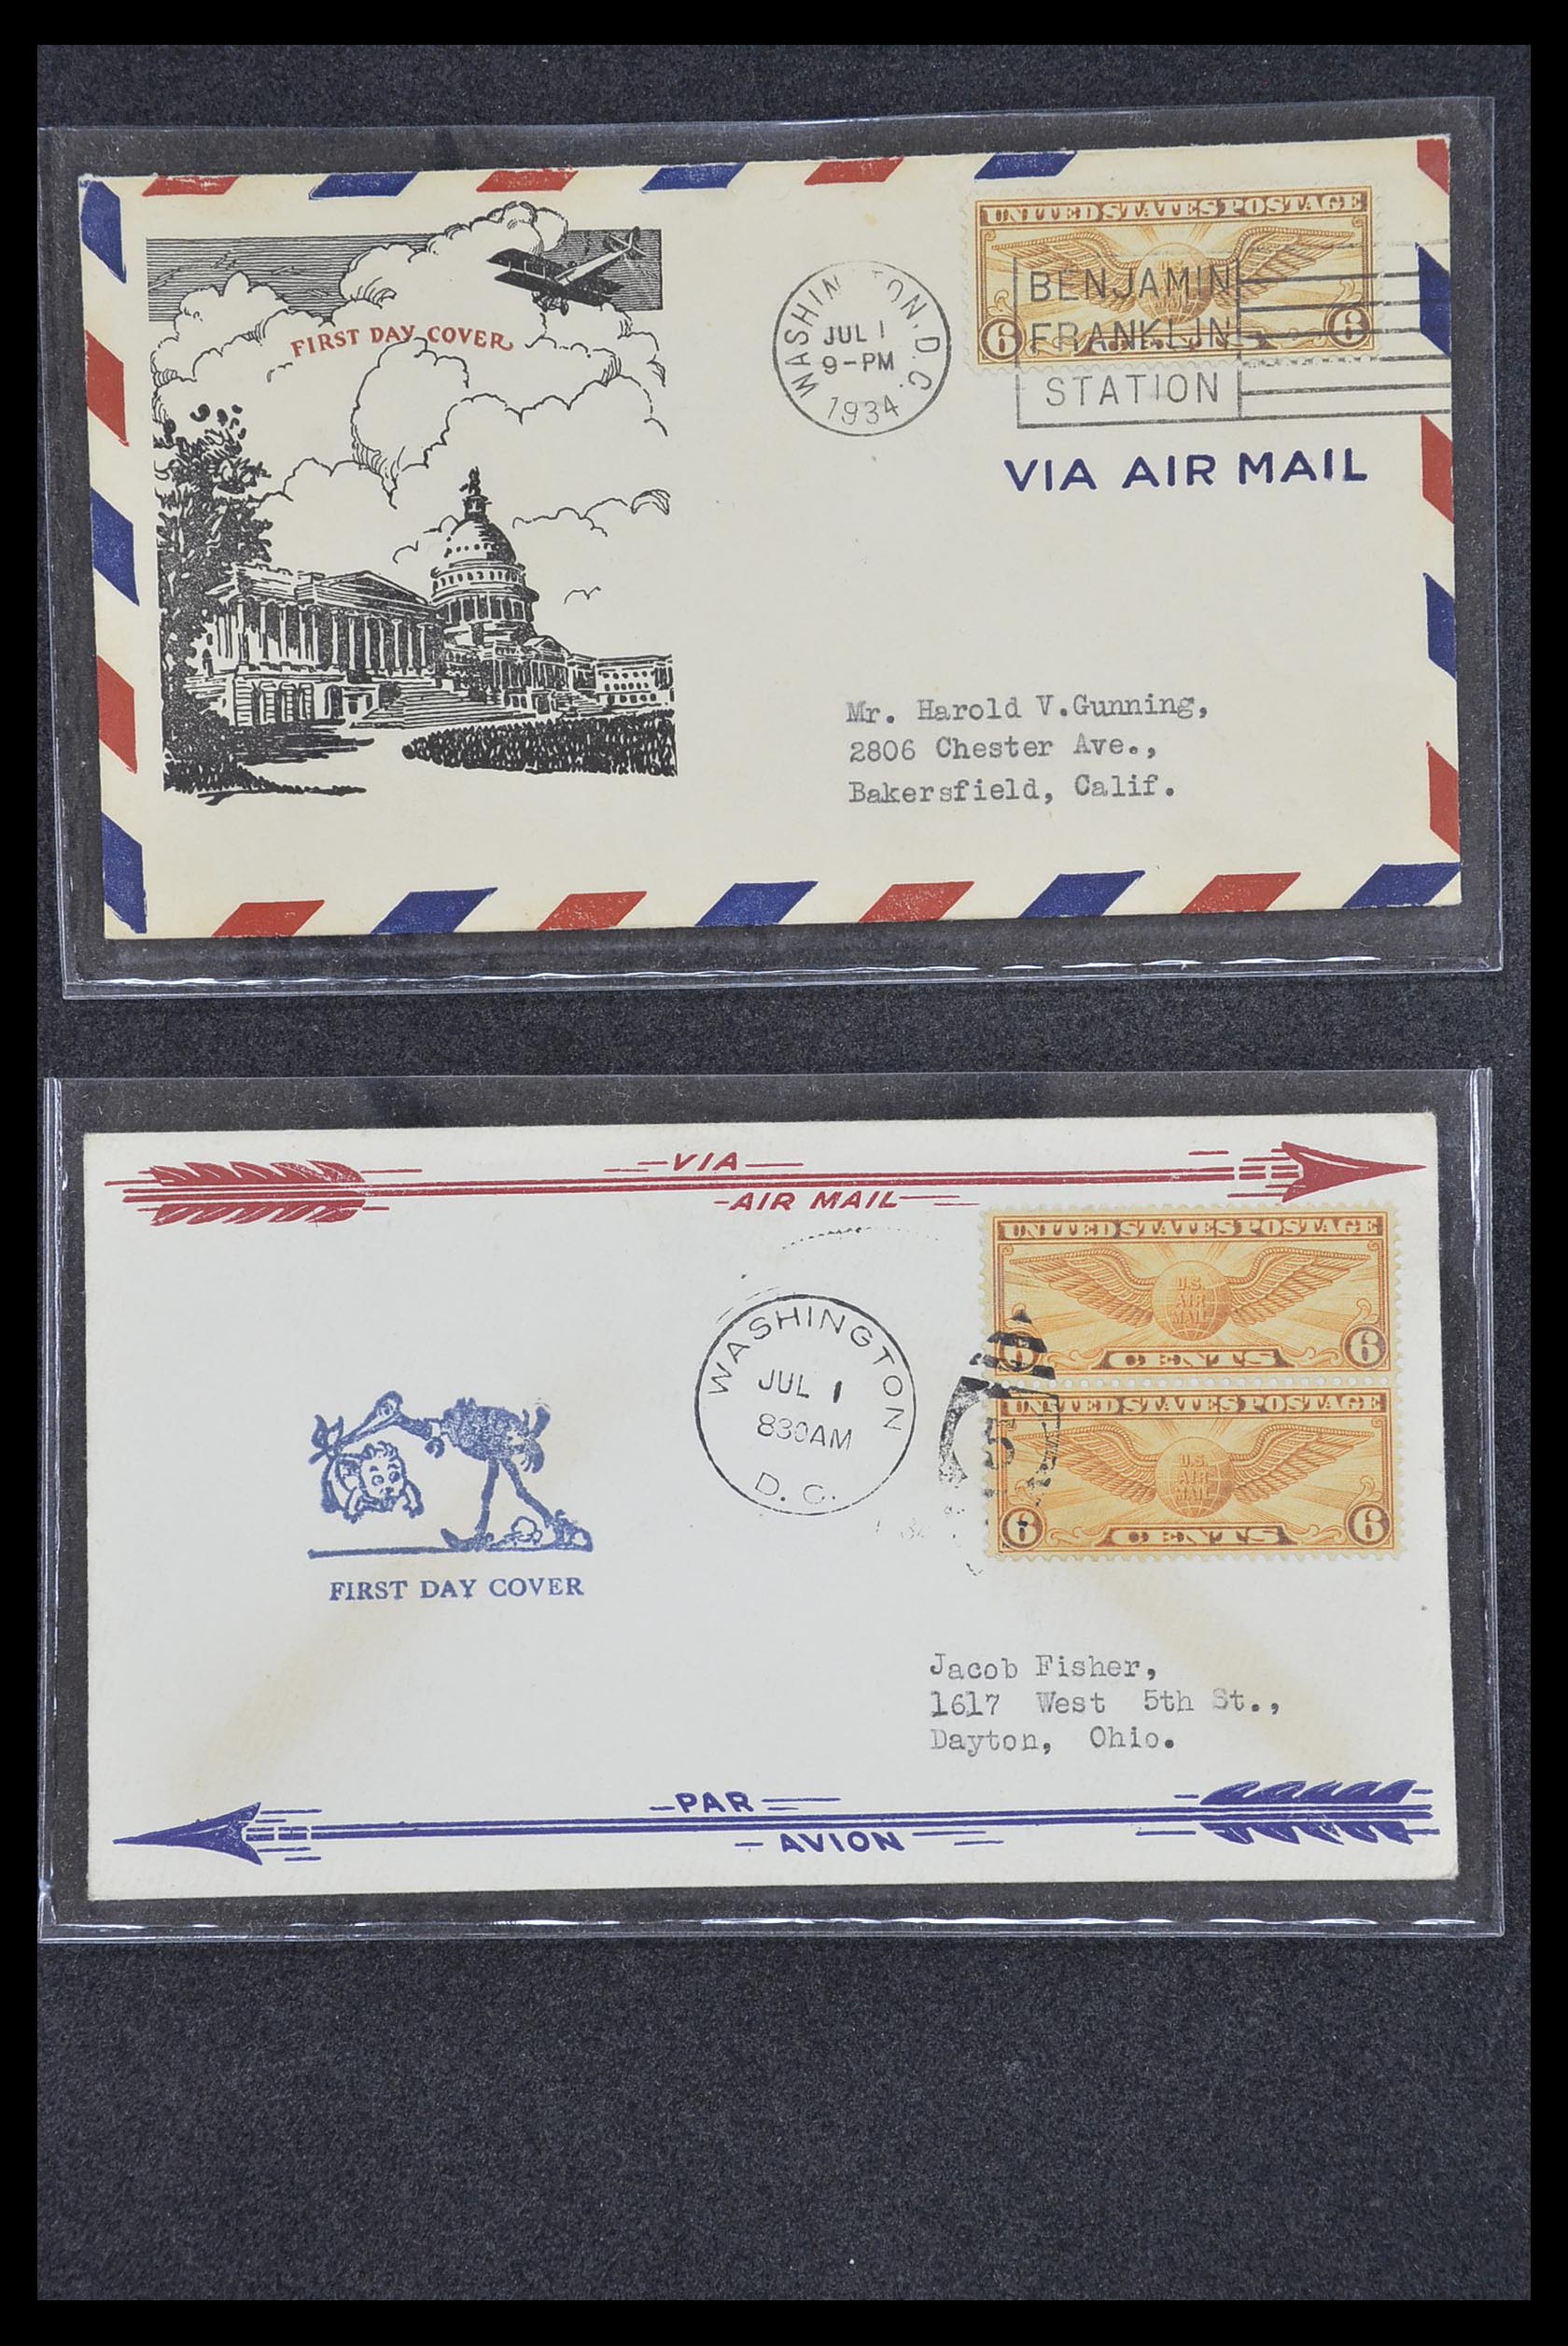 FIRST DAY COVER
UNITED STATES POSTAGE
6 6
WASHIN TON, D.C.
JUL 1
9-PM
1934
BENJAMIN
FRANKLIN
STATION
VIA AIR MAIL
Mr. Harold V.Gunning,
2806 Chester Ave.,
Bakersfield, Calif.
VIA
AIR MAIL
UNITED STATES POSTAGE
U.S.
AIR
MAIL
6 CENTS 6
WASHINGTON
JUL 1
830AM
D. C.
5
UNITED STATES POSTAGE
U.S.
AIR
MAIL
6 CENTS 6
FIRST DAY COVER
Jacob Fisher,
1617 West 5th St.,
Dayton, Ohio.
PAR
AVION